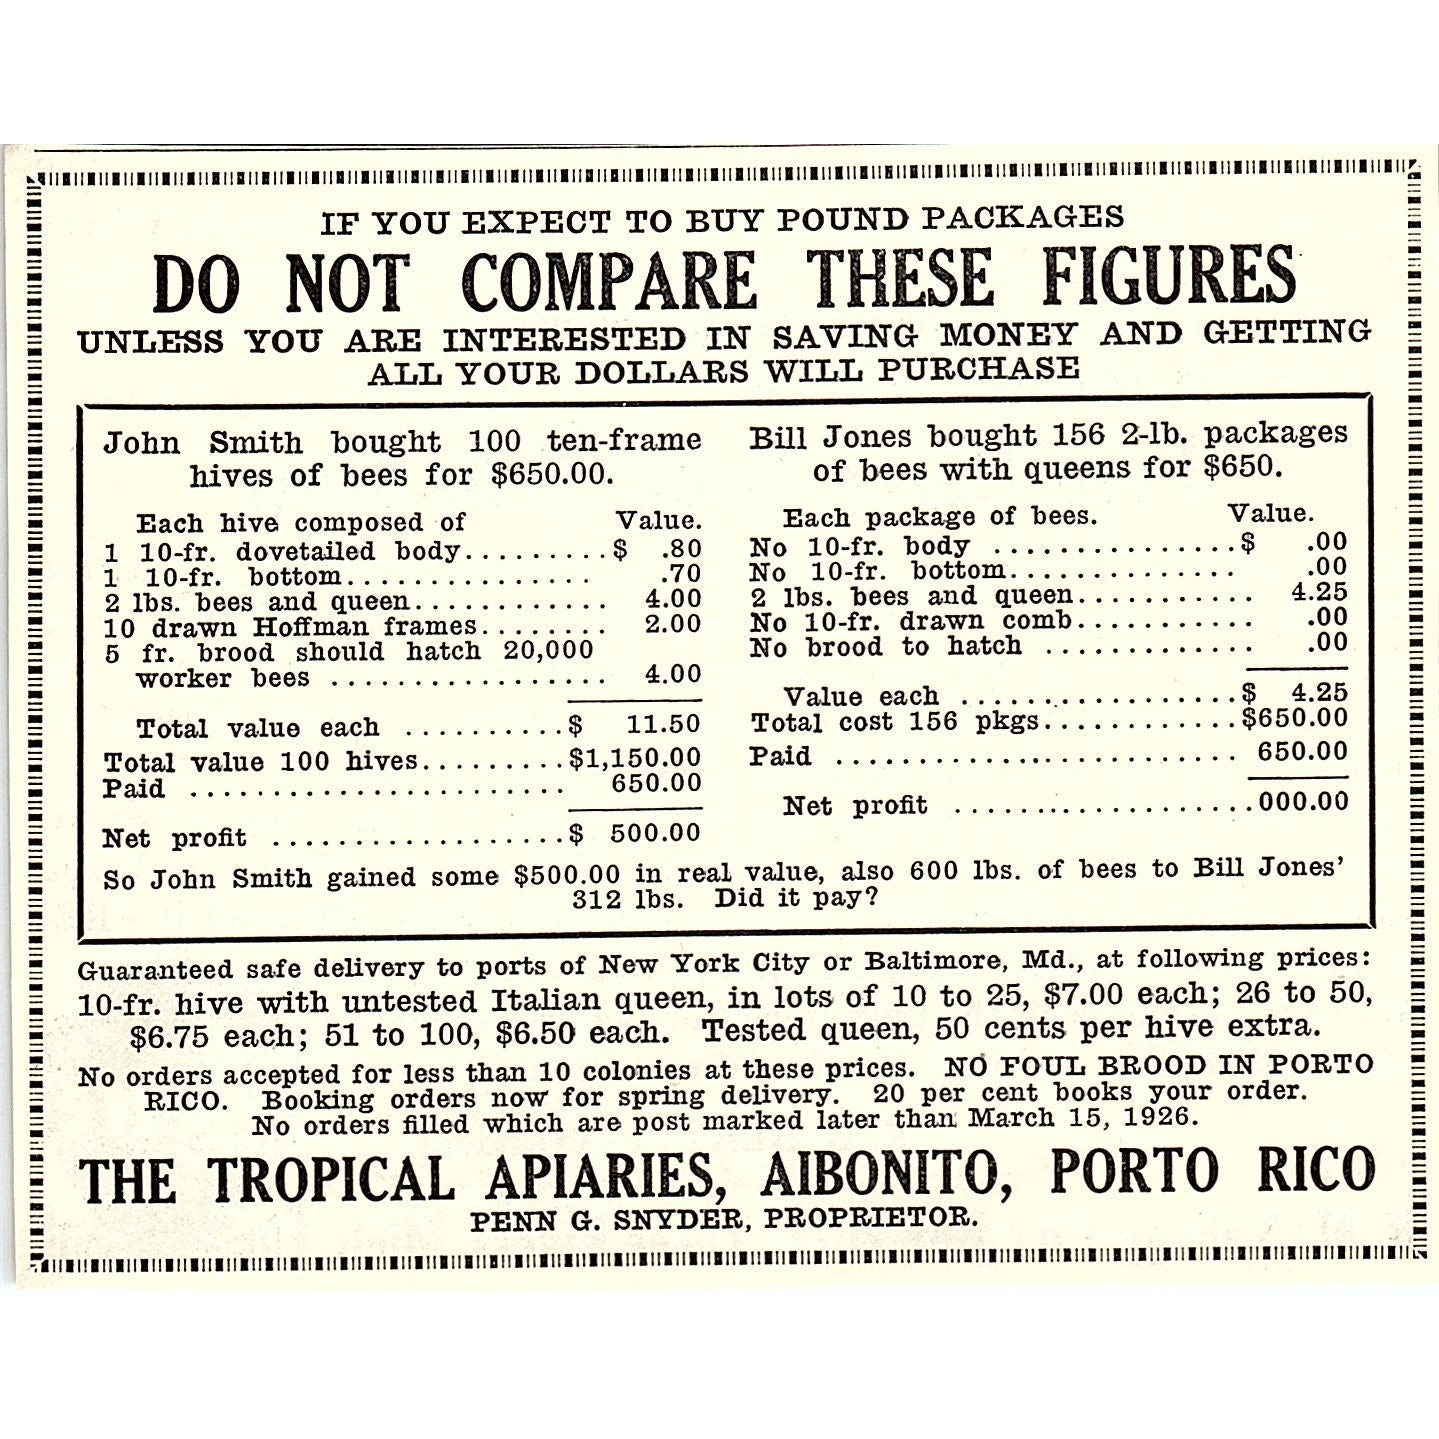 IF YOU EXPECT TO BUY POUND PACKAGES
DO NOT COMPARE THESE FIGURES
UNLESS YOU ARE INTERESTED IN SAVING MONEY AND GETTING
ALL YOUR DOLLARS WILL PURCHASE
John Smith bought 100 ten-frame
hives of bees for $650.00.
Each hive composed of Value.
1 10-fr. dovetailed body.........$ .80
1 10-fr. bottom................ .70
2 lbs. bees and queen............ 4.00
10 drawn Hoffman frames........ 2.00
5 fr. brood should hatch 20,000
worker bees ................. 4.00
Total value each ..........$ 11.50
Total value 100 hives.........$1,150.00
Paid ....................... 650.00
Net profit ..................$ 500.00
Bill Jones bought 156 2-lb. packages
of bees with queens for $650.
Each package of bees. Value.
No 10-fr. body ...............$ .00
No 10-fr. bottom.............. .00
2 lbs. bees and queen........... 4.25
No 10-fr. drawn comb........... .00
No brood to hatch ............. .00
Value each .................$ 4.25
Total cost 156 pkgs............$650.00
Paid ......................... 650.00
Net profit ...................000.00
So John Smith gained some $500.00 in real value, also 600 lbs. of bees to Bill Jones'
312 lbs. Did it pay?
Guaranteed safe delivery to ports of New York City or Baltimore, Md., at following prices:
10-fr. hive with untested Italian queen, in lots of 10 to 25, $7.00 each; 26 to 50,
$6.75 each; 51 to 100, $6.50 each. Tested queen, 50 cents per hive extra.
No orders accepted for less than 10 colonies at these prices. NO FOUL BROOD IN PORTO
RICO. Booking orders now for spring delivery. 20 per cent books your order.
No orders filled which are post marked later than March 15, 1926.
THE TROPICAL APIARIES, AIBONITO, PORTO RICO
PENN G. SNYDER, PROPRIETOR.